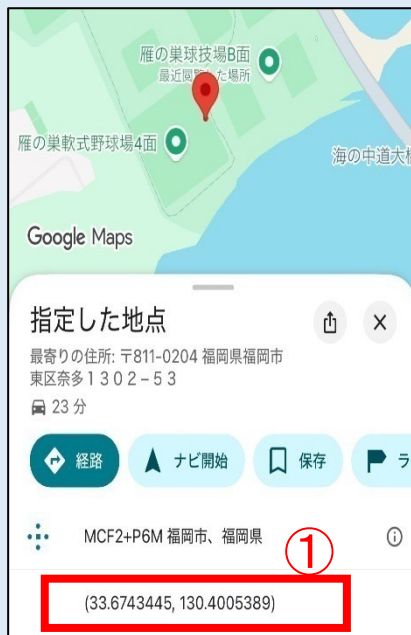 雁の巣球技場B面
最近閲覧した場所
雁の巣軟式野球場4面
海の中道大橋
Google Maps
指定した地点
最寄りの住所: 〒811-0204 福岡県福岡市
東区奈多1302-53
23 分
経路
ナビ開始
保存
ラ
MCF2+P6M 福岡市、福岡県
①
(33.6743445, 130.4005389)